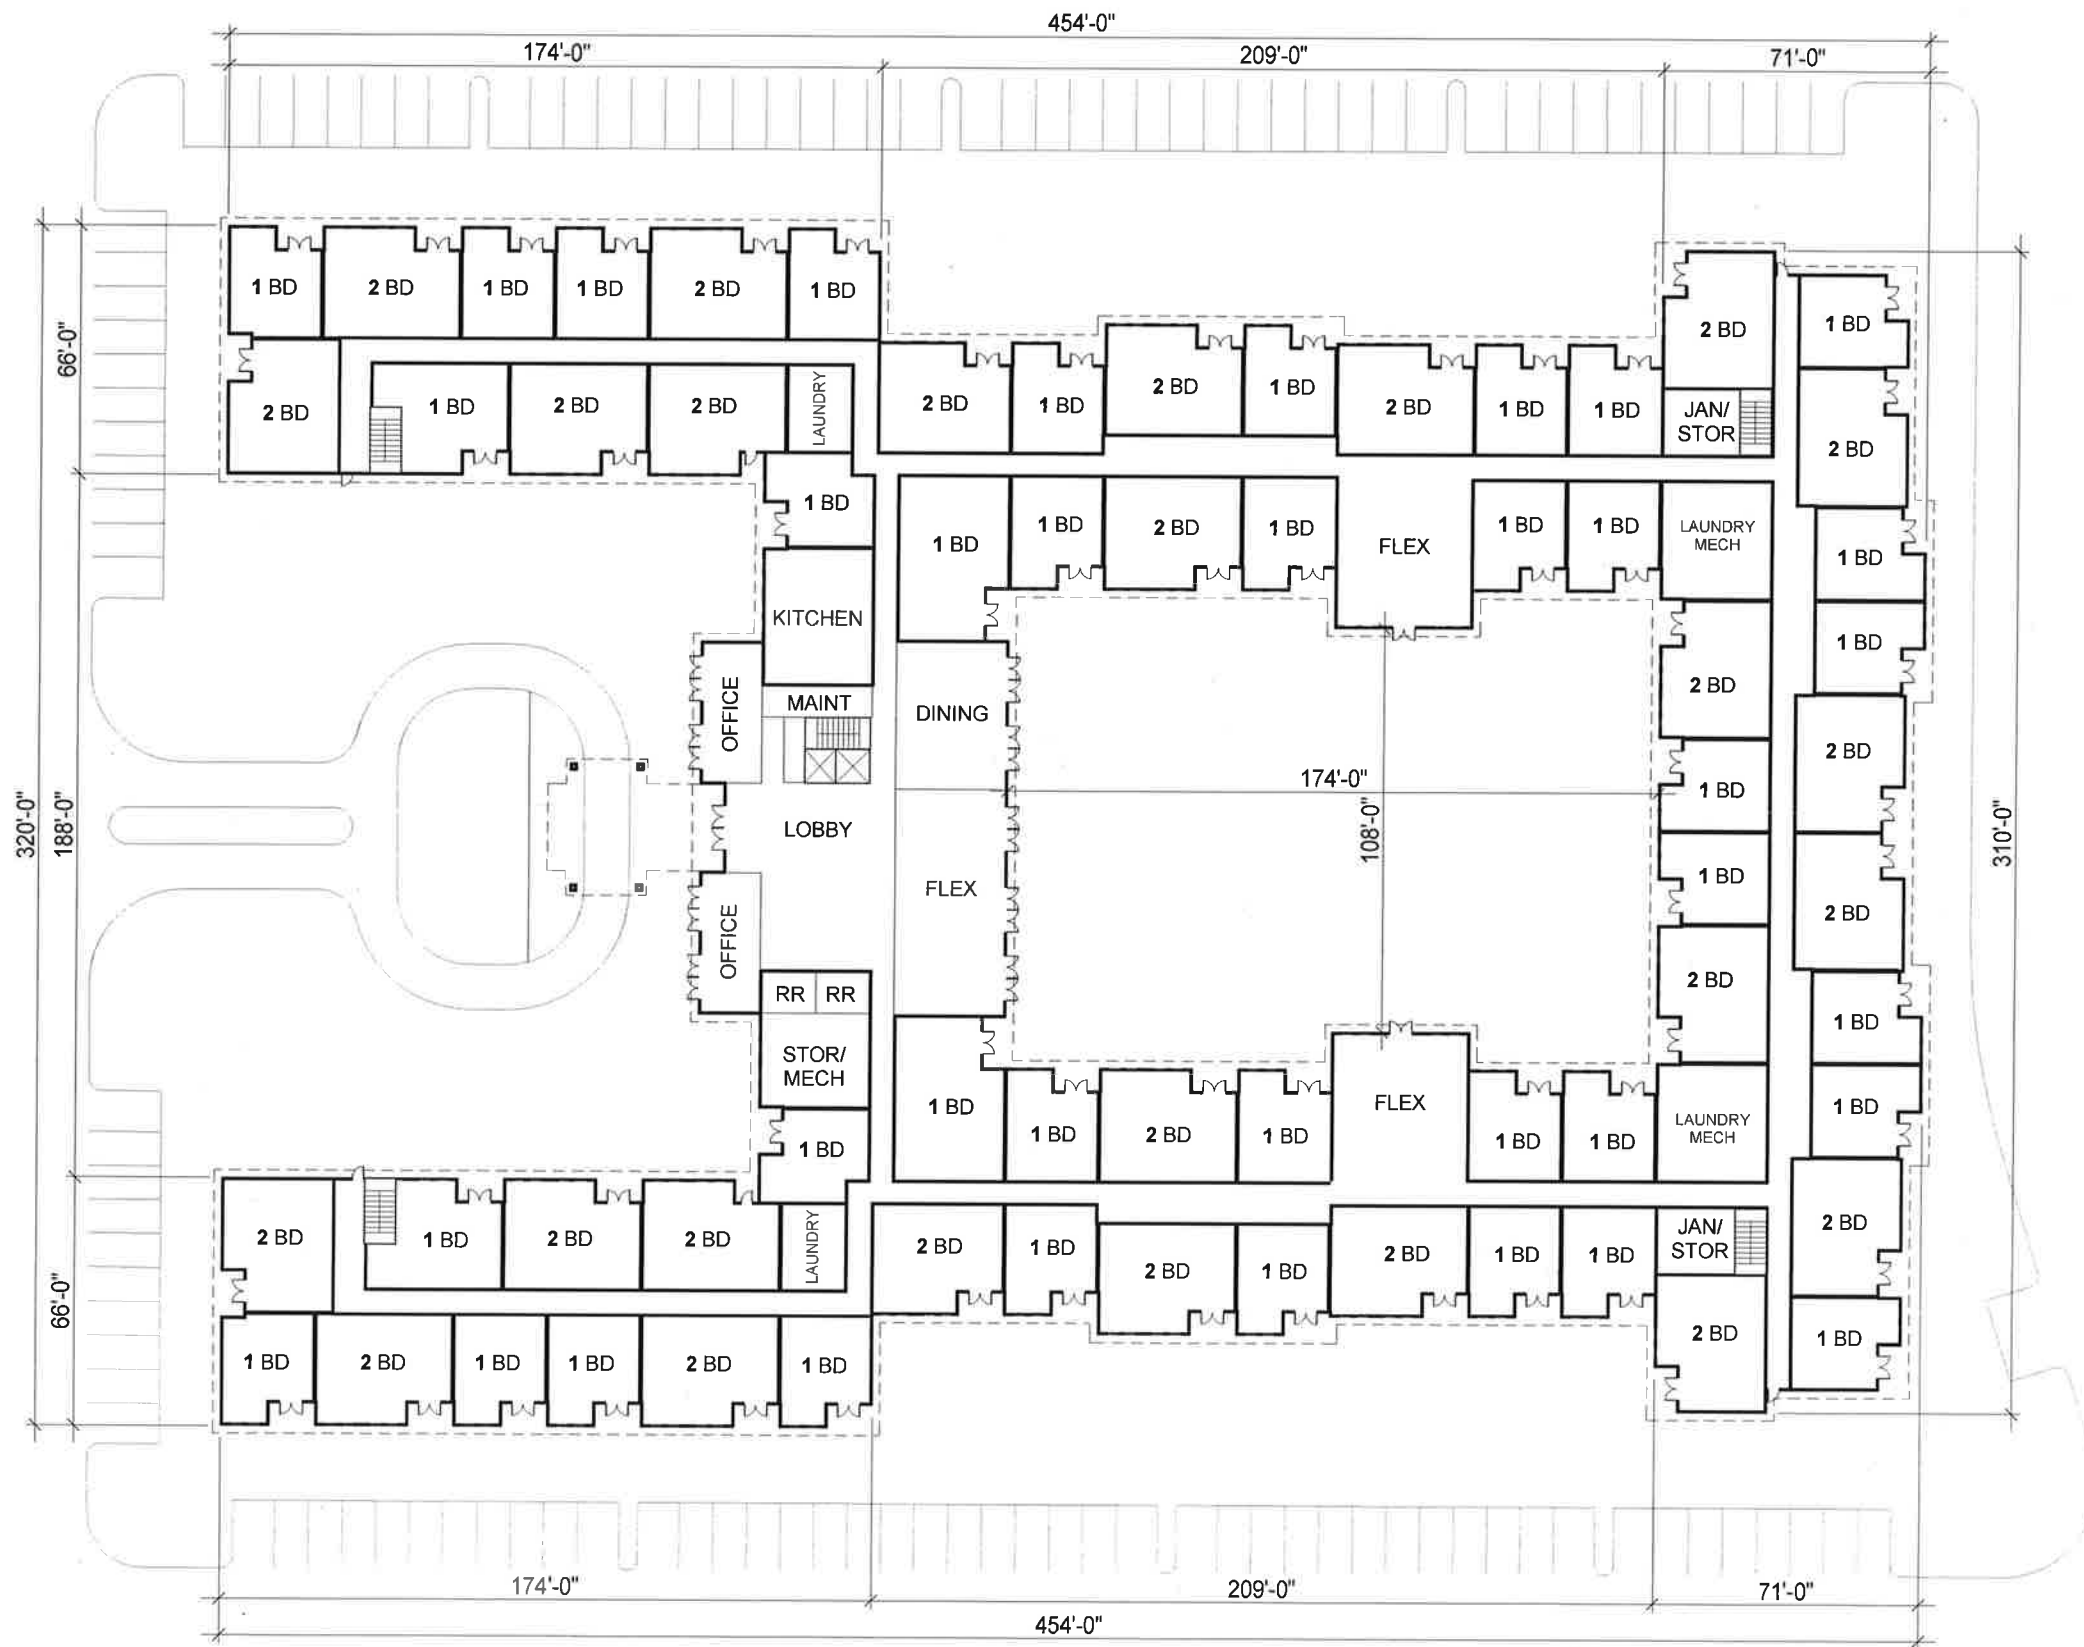 454'-0"
174'-0"
209'-0"
71'-0"
1 BD
2 BD
1 BD
1 BD
2 BD
1 BD
2 BD
1 BD
66'-0"
2 BD
1 BD
2 BD
2 BD
LAUNDRY
2 BD
1 BD
2 BD
1 BD
2 BD
1 BD
1 BD
JAN/
STOR
2 BD
1 BD
1 BD
1 BD
2 BD
1 BD
FLEX
1 BD
1 BD
LAUNDRY
MECH
1 BD
KITCHEN
1 BD
OFFICE
MAINT
DINING
2 BD
2 BD
174'-0"
1 BD
320'-0"
188'-0"
LOBBY
108'-0"
310'-0"
FLEX
1 BD
2 BD
OFFICE
RR
RR
2 BD
1 BD
STOR/
MECH
1 BD
1 BD
2 BD
1 BD
FLEX
1 BD
1 BD
LAUNDRY
MECH
1 BD
1 BD
66'-0"
2 BD
1 BD
2 BD
2 BD
LAUNDRY
2 BD
1 BD
2 BD
1 BD
2 BD
1 BD
1 BD
JAN/
STOR
2 BD
1 BD
2 BD
1 BD
1 BD
2 BD
1 BD
2 BD
1 BD
174'-0"
209'-0"
71'-0"
454'-0"